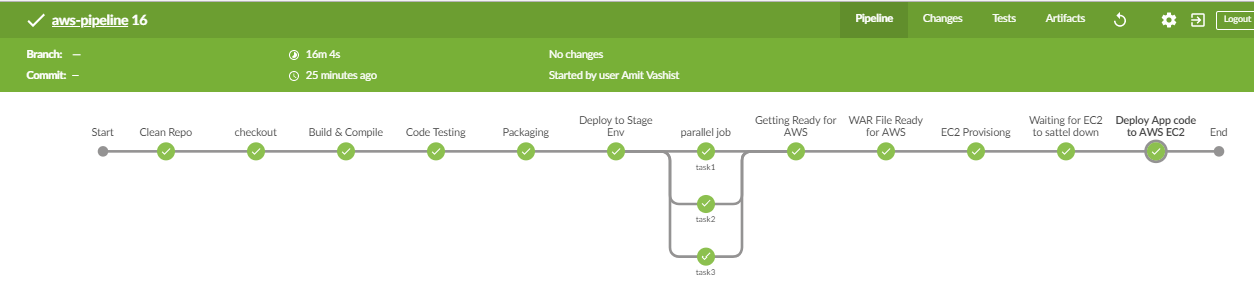 aws-pipeline 16
Pipeline
Changes
Tests
Artifacts
Logout
Branch: —
16m 4s
No changes
Commit: —
25 minutes ago
Started by user Amit Vashist
Start
Clean Repo
checkout
Build & Compile
Code Testing
Packaging
Deploy to Stage
Env
parallel job
Getting Ready for
AWS
WAR File Ready
for AWS
EC2 Provisiong
Waiting for EC2
to sattel down
Deploy App code
to AWS EC2
End
task1
task2
task3